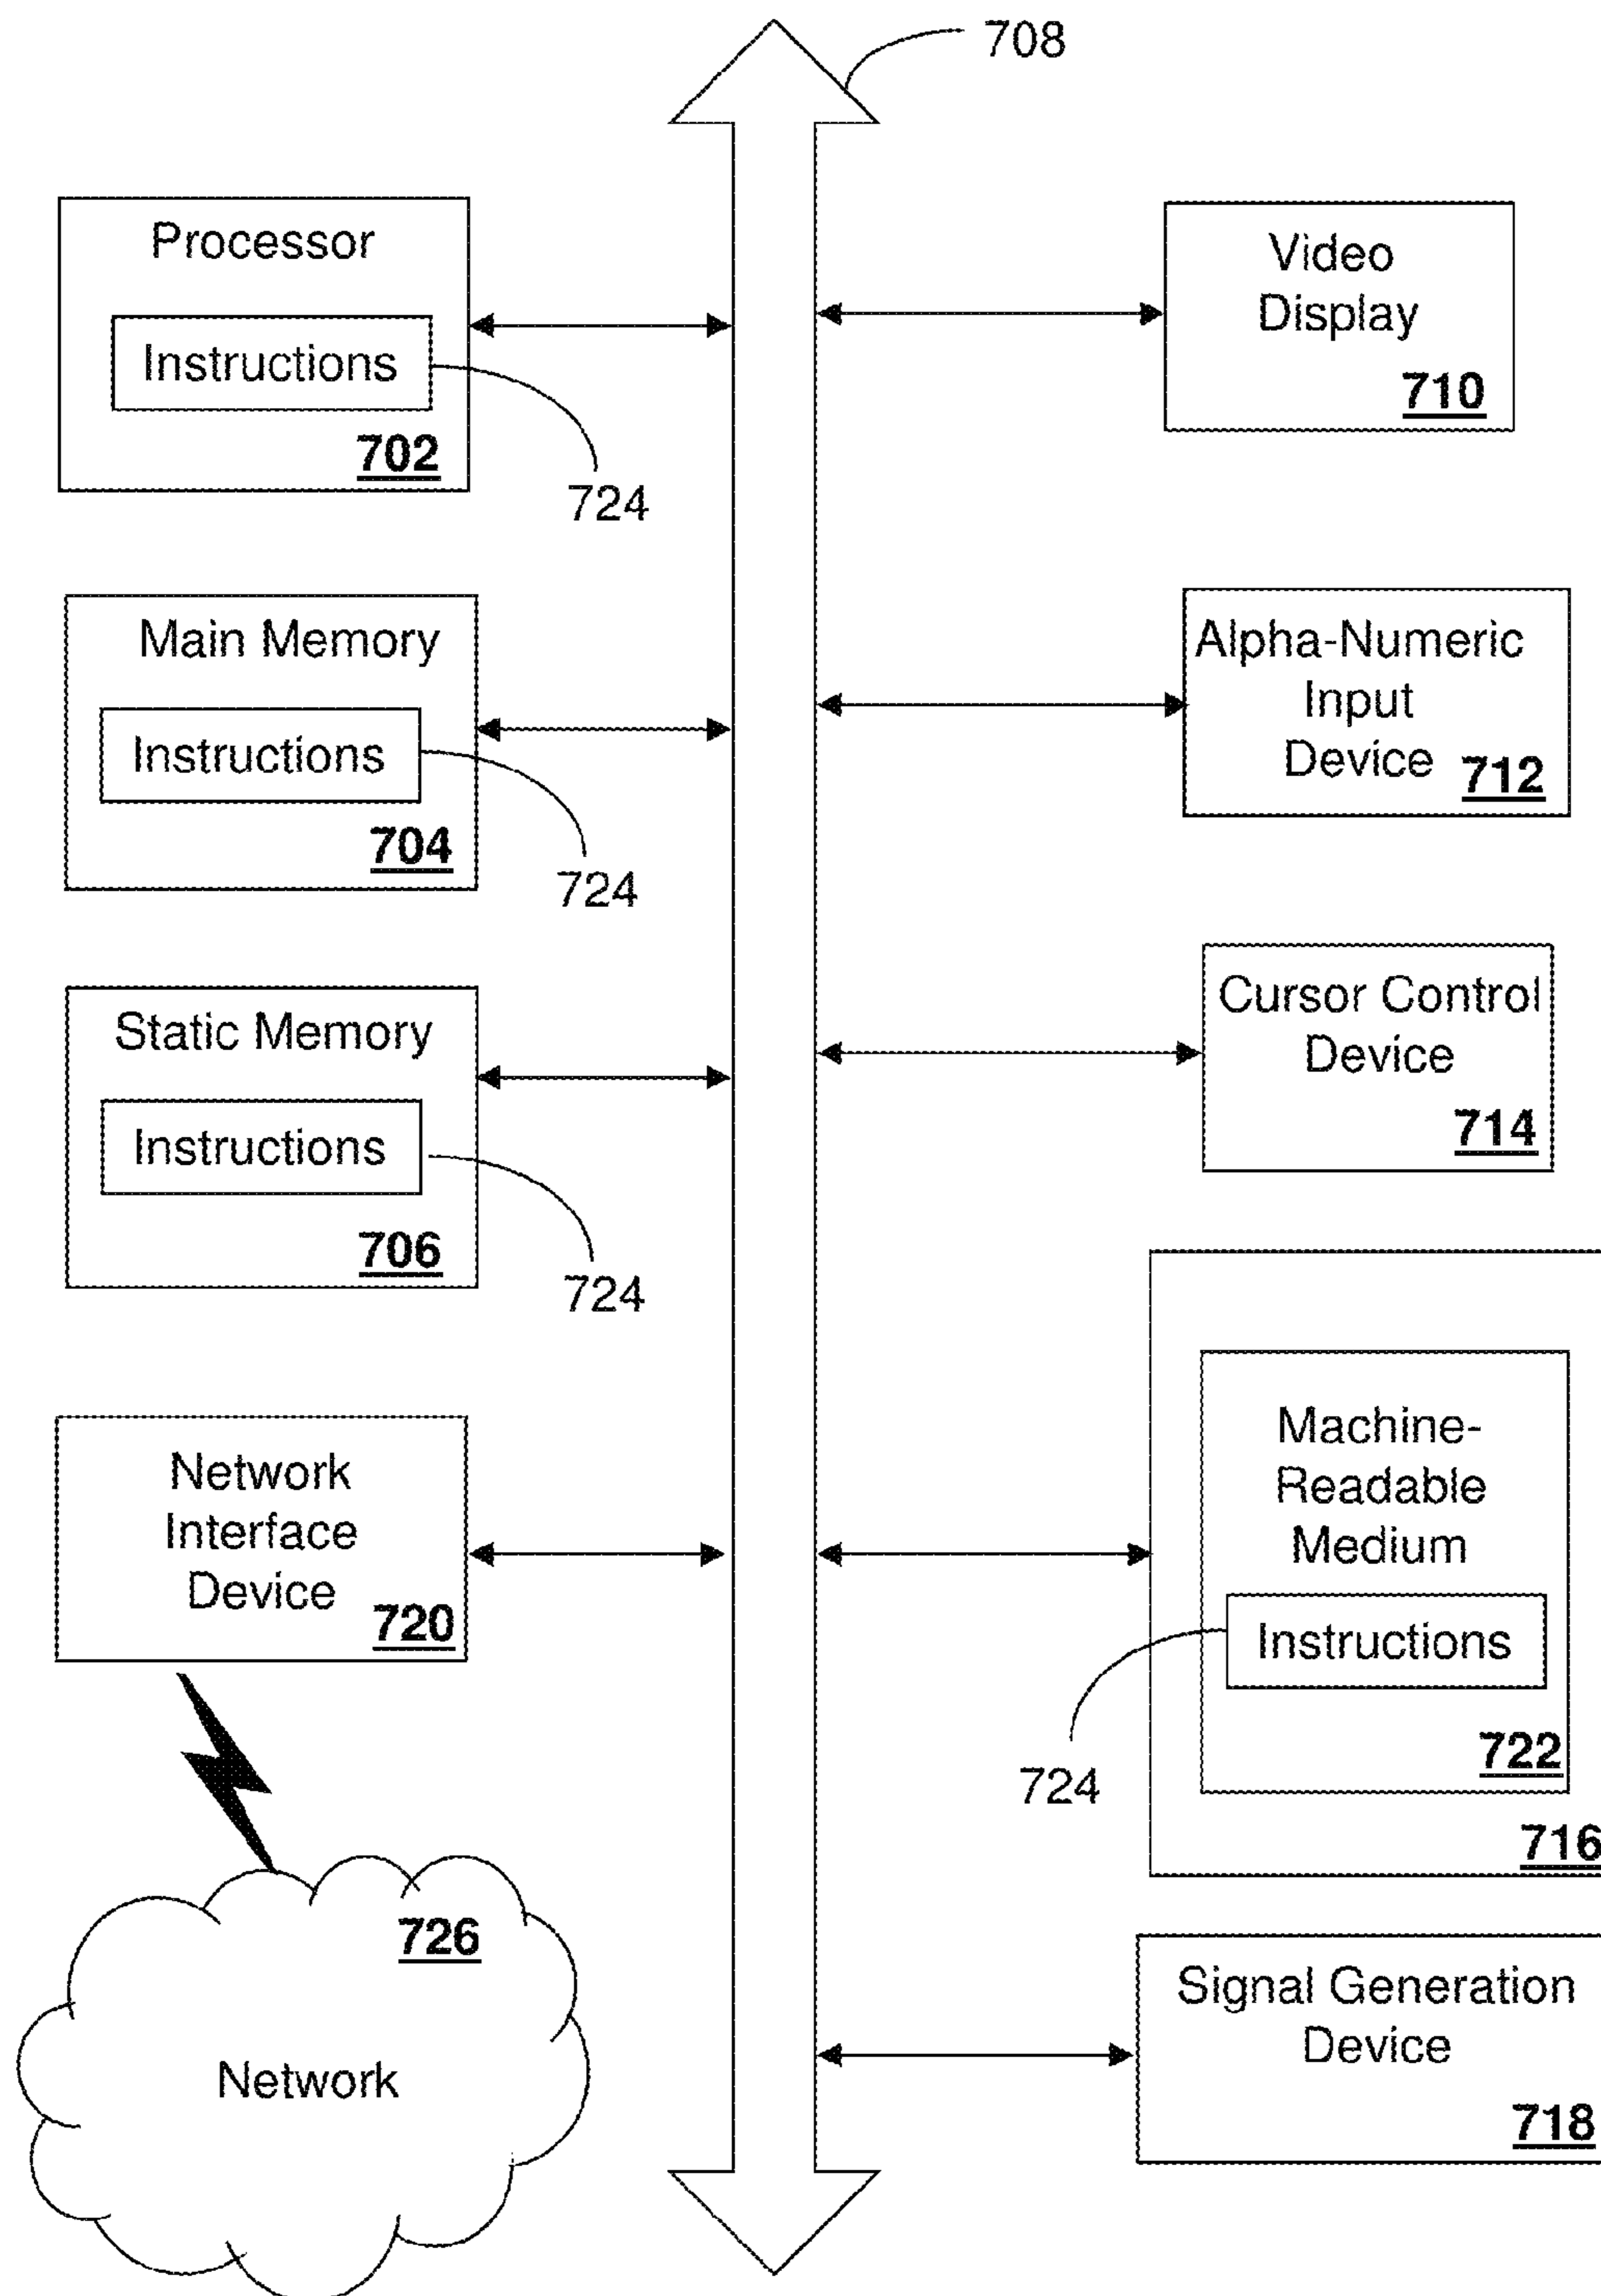 708
Processor
Instructions
702
724
Main Memory
Instructions
704
724
Static Memory
Instructions
706
724
Network
Interface
Device
720
726
Network
Video
Display
710
Alpha-Numeric
Input
Device
712
Cursor Control
Device
714
Machine-
Readable
Medium
Instructions
724
722
716
Signal Generation
Device
718